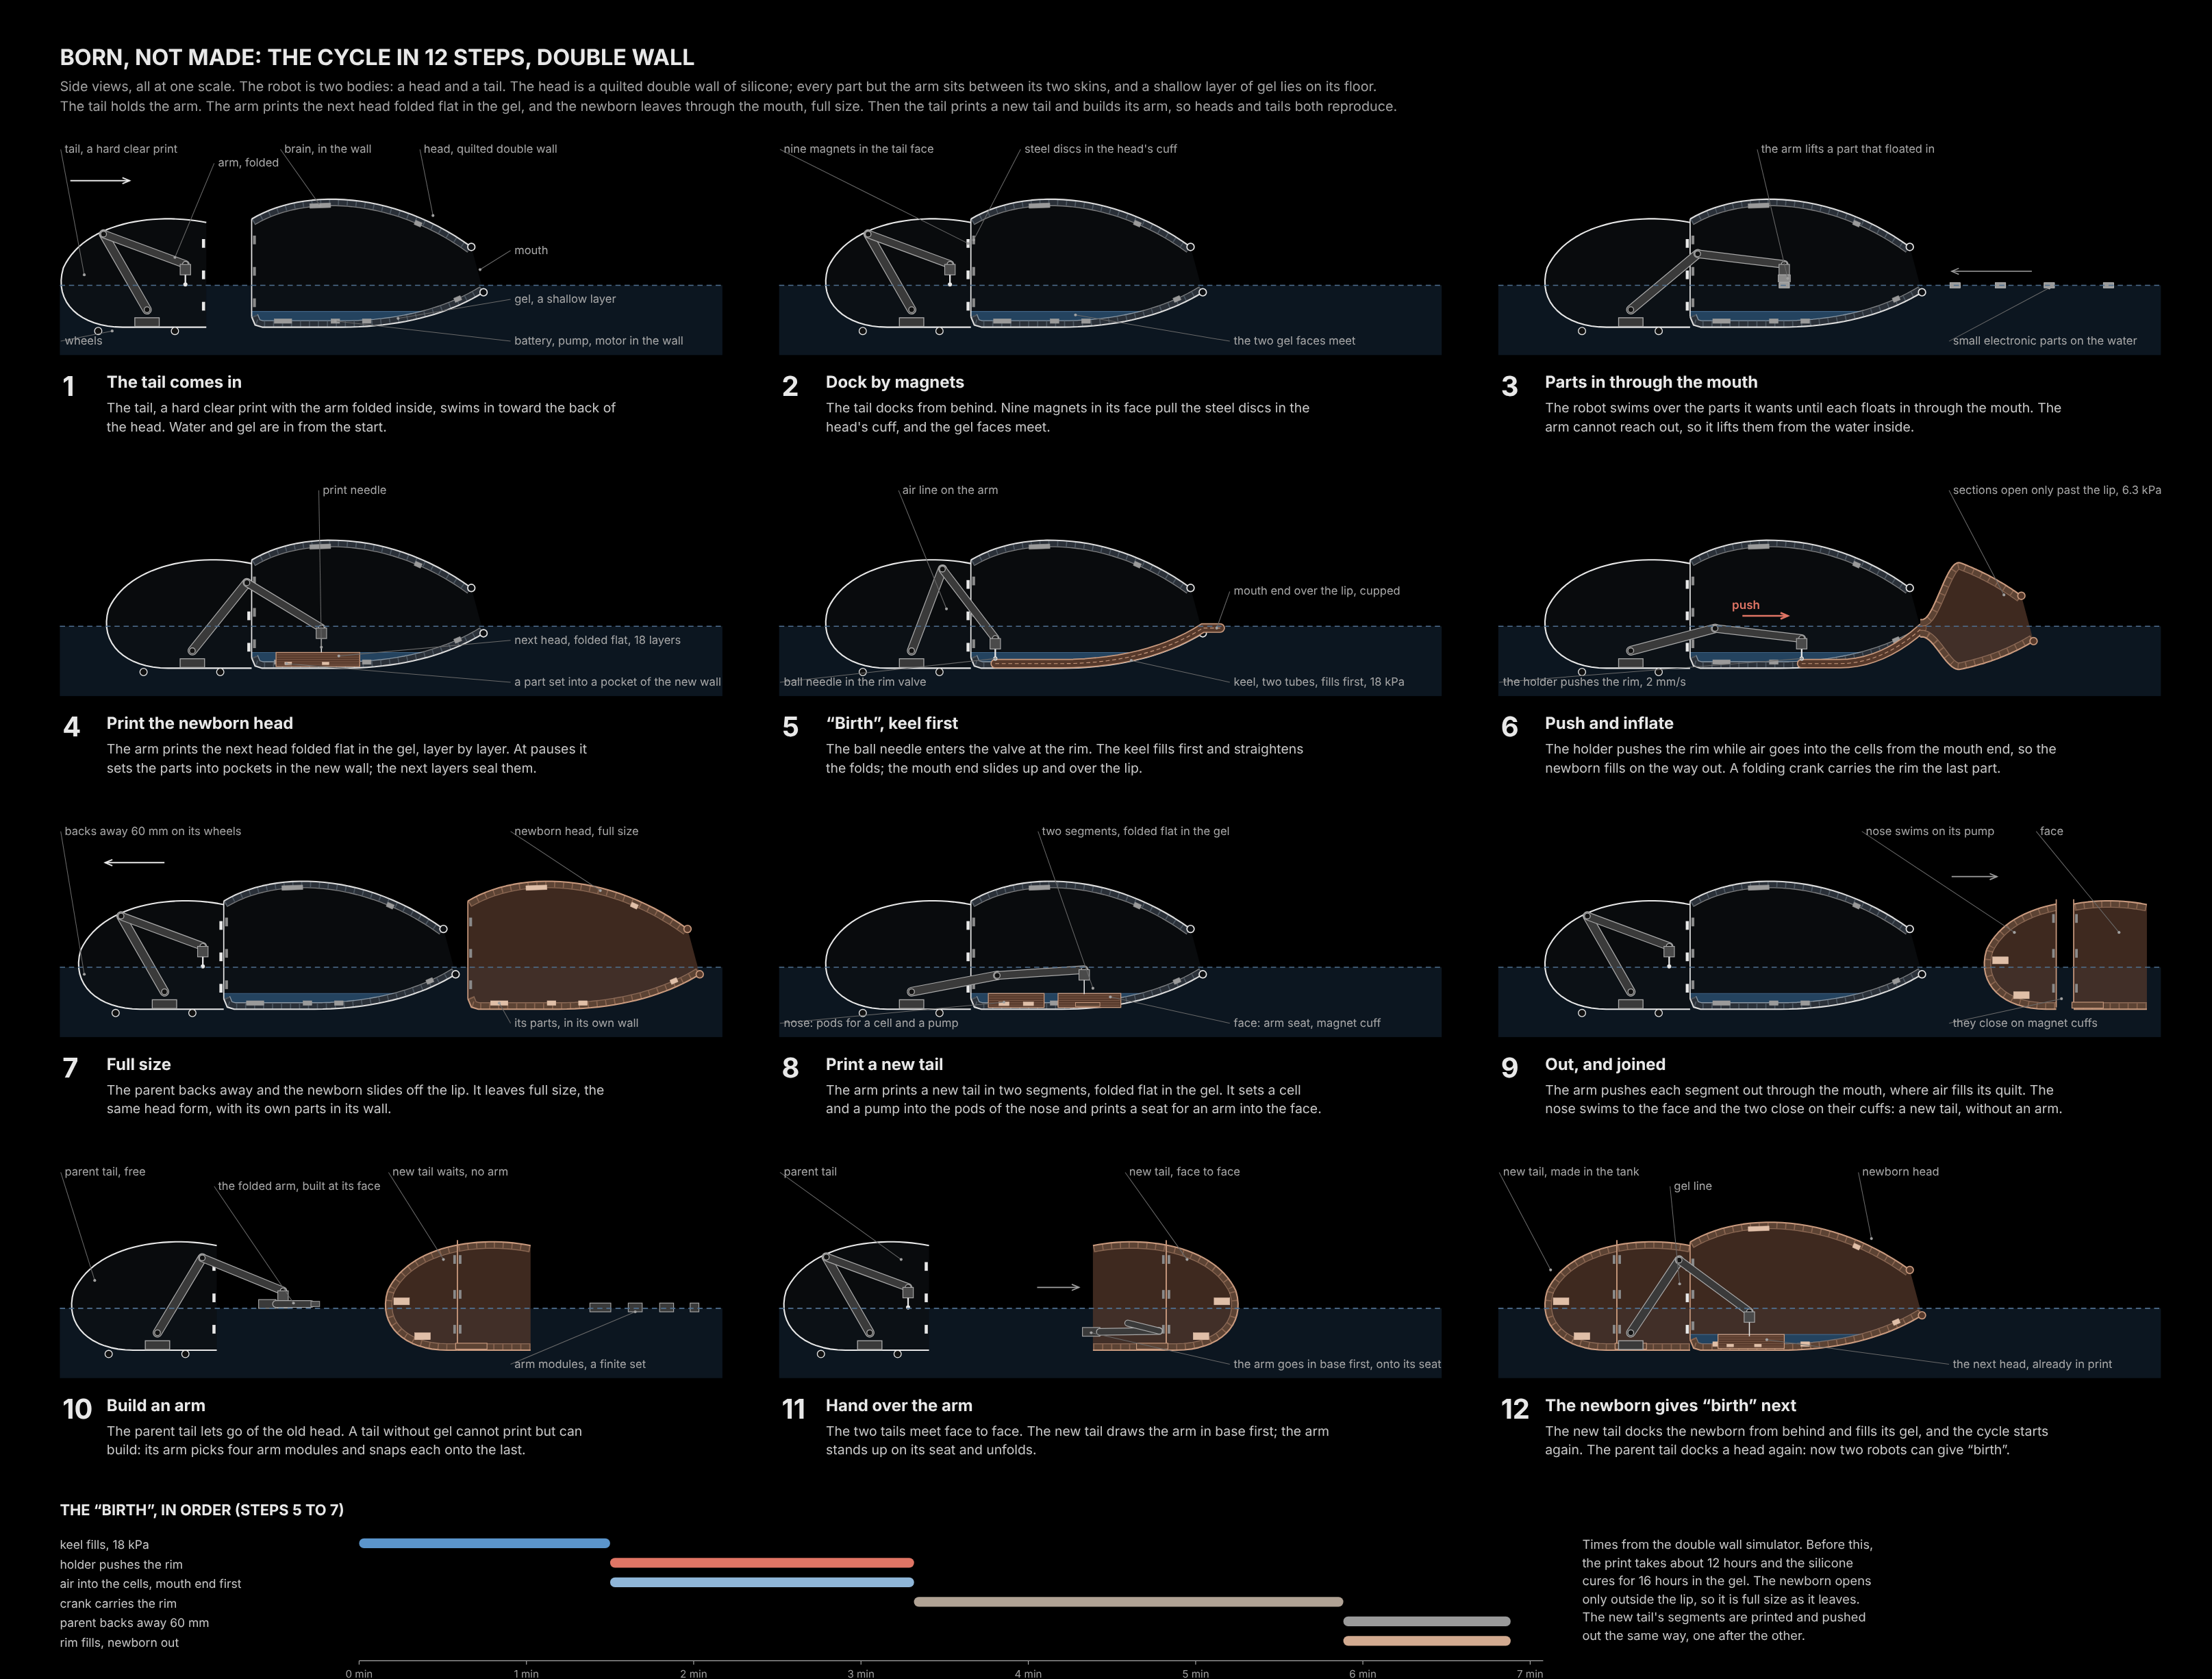 BORN, NOT MADE: THE CYCLE IN 12 STEPS, DOUBLE WALL
Side views, all at one scale. The robot is two bodies: a head and a tail. The head is a quilted double wall of silicone; every part but the arm sits between its two skins, and a shallow layer of gel lies on its floor.
The tail holds the arm. The arm prints the next head folded flat in the gel, and the newborn leaves through the mouth, full size. Then the tail prints a new tail and builds its arm, so heads and tails both reproduce.
tail, a hard clear print
arm, folded
brain, in the wall
head, quilted double wall
mouth
gel, a shallow layer
wheels
battery, pump, motor in the wall
1 The tail comes in
The tail, a hard clear print with the arm folded inside, swims in toward the back of
the head. Water and gel are in from the start.
nine magnets in the tail face
steel discs in the head's cuff
the two gel faces meet
2 Dock by magnets
The tail docks from behind. Nine magnets in its face pull the steel discs in the
head's cuff, and the gel faces meet.
the arm lifts a part that floated in
small electronic parts on the water
3 Parts in through the mouth
The robot swims over the parts it wants until each floats in through the mouth. The
arm cannot reach out, so it lifts them from the water inside.
print needle
next head, folded flat, 18 layers
a part set into a pocket of the new wall
4 Print the newborn head
The arm prints the next head folded flat in the gel, layer by layer. At pauses it
sets the parts into pockets in the new wall; the next layers seal them.
air line on the arm
mouth end over the lip, cupped
ball needle in the rim valve
keel, two tubes, fills first, 18 kPa
5 “Birth”, keel first
The ball needle enters the valve at the rim. The keel fills first and straightens
the folds; the mouth end slides up and over the lip.
sections open only past the lip, 6.3 kPa
push
the holder pushes the rim, 2 mm/s
6 Push and inflate
The holder pushes the rim while air goes into the cells from the mouth end, so the
newborn fills on the way out. A folding crank carries the rim the last part.
backs away 60 mm on its wheels
newborn head, full size
its parts, in its own wall
7 Full size
The parent backs away and the newborn slides off the lip. It leaves full size, the
same head form, with its own parts in its wall.
two segments, folded flat in the gel
nose: pods for a cell and a pump
face: arm seat, magnet cuff
8 Print a new tail
The arm prints a new tail in two segments, folded flat in the gel. It sets a cell
and a pump into the pods of the nose and prints a seat for an arm into the face.
nose swims on its pump
face
they close on magnet cuffs
9 Out, and joined
The arm pushes each segment out through the mouth, where air fills its quilt. The
nose swims to the face and the two close on their cuffs: a new tail, without an arm.
parent tail, free
the folded arm, built at its face
new tail waits, no arm
arm modules, a finite set
10 Build an arm
The parent tail lets go of the old head. A tail without gel cannot print but can
build: its arm picks four arm modules and snaps each onto the last.
parent tail
new tail, face to face
the arm goes in base first, onto its seat
11 Hand over the arm
The two tails meet face to face. The new tail draws the arm in base first; the arm
stands up on its seat and unfolds.
new tail, made in the tank
gel line
newborn head
the next head, already in print
12 The newborn gives “birth” next
The new tail docks the newborn from behind and fills its gel, and the cycle starts
again. The parent tail docks a head again: now two robots can give “birth”.
THE “BIRTH”, IN ORDER (STEPS 5 TO 7)
keel fills, 18 kPa
holder pushes the rim
air into the cells, mouth end first
crank carries the rim
parent backs away 60 mm
rim fills, newborn out
0 min 1 min 2 min 3 min 4 min 5 min 6 min 7 min
Times from the double wall simulator. Before this,
the print takes about 12 hours and the silicone
cures for 16 hours in the gel. The newborn opens
only outside the lip, so it is full size as it leaves.
The new tail's segments are printed and pushed
out the same way, one after the other.